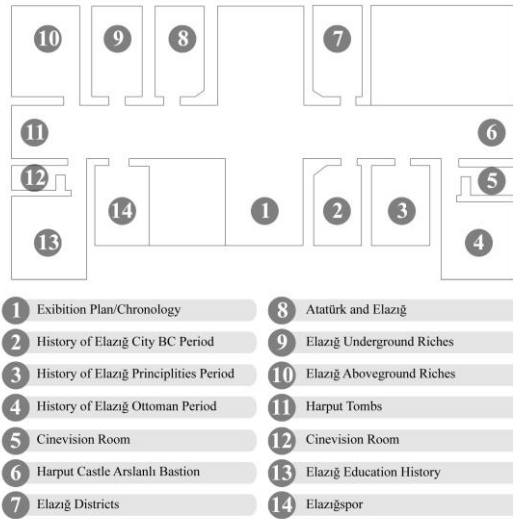 10
9
8
7
11
6
12
5
14
1
2
3
13
4
1 Exibition Plan/Chronology
2 History of Elazığ City BC Period
3 History of Elazığ Principlities Period
4 History of Elazığ Ottoman Period
5 Cinevision Room
6 Harput Castle Arslanlı Bastion
7 Elazığ Districts
8 Atatürk and Elazığ
9 Elazığ Underground Riches
10 Elazığ Aboveground Riches
11 Harput Tombs
12 Cinevision Room
13 Elazığ Education History
14 Elazığspor